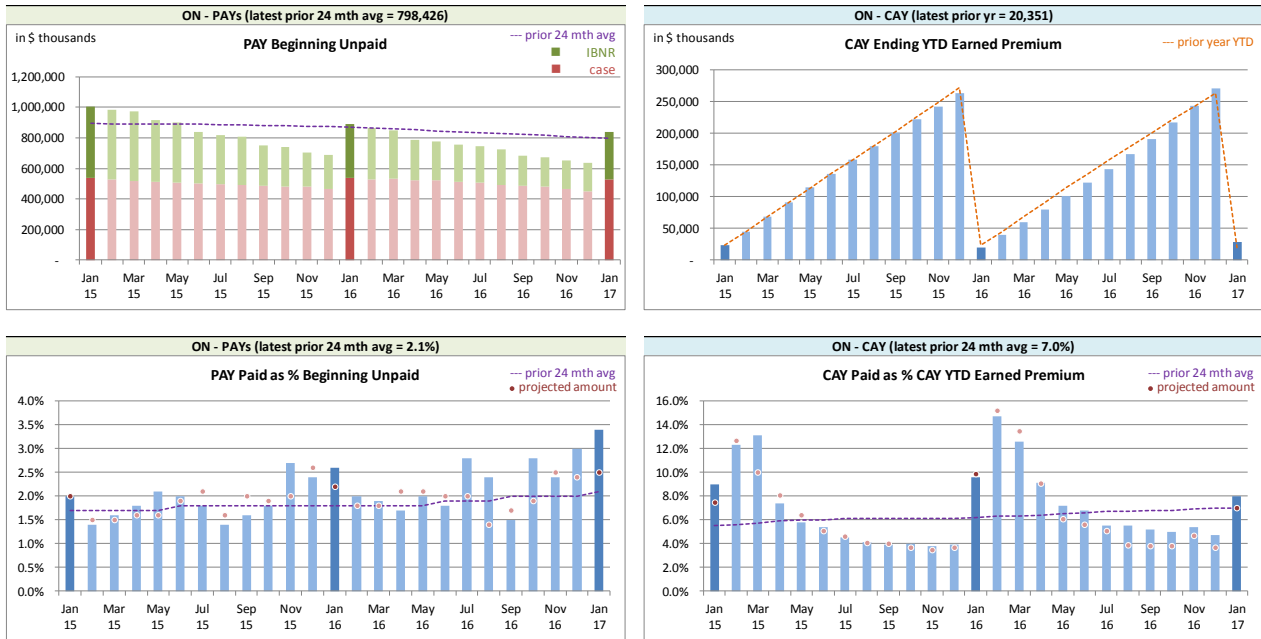 ON - PAYs (latest prior 24 mth avg = 798,426)
in $ thousands
PAY Beginning Unpaid
--- prior 24 mth avg
IBNR
case
1,200,000
1,000,000
800,000
600,000
400,000
200,000
-
Jan Mar May Jul Sep Nov Jan Mar May Jul Sep Nov Jan
15 15 15 15 15 15 16 16 16 16 16 16 17
ON - CAY (latest prior yr = 20,351)
in $ thousands
CAY Ending YTD Earned Premium
--- prior year YTD
300,000
250,000
200,000
150,000
100,000
50,000
-
Jan Mar May Jul Sep Nov Jan Mar May Jul Sep Nov Jan
15 15 15 15 15 15 16 16 16 16 16 16 17
ON - PAYs (latest prior 24 mth avg = 2.1%)
PAY Paid as % Beginning Unpaid
--- prior 24 mth avg
projected amount
4.0%
3.5%
3.0%
2.5%
2.0%
1.5%
1.0%
0.5%
0.0%
Jan Mar May Jul Sep Nov Jan Mar May Jul Sep Nov Jan
15 15 15 15 15 15 16 16 16 16 16 16 17
ON - CAY (latest prior 24 mth avg = 7.0%)
CAY Paid as % CAY YTD Earned Premium
--- prior 24 mth avg
projected amount
16.0%
14.0%
12.0%
10.0%
8.0%
6.0%
4.0%
2.0%
0.0%
Jan Mar May Jul Sep Nov Jan Mar May Jul Sep Nov Jan
15 15 15 15 15 15 16 16 16 16 16 16 17